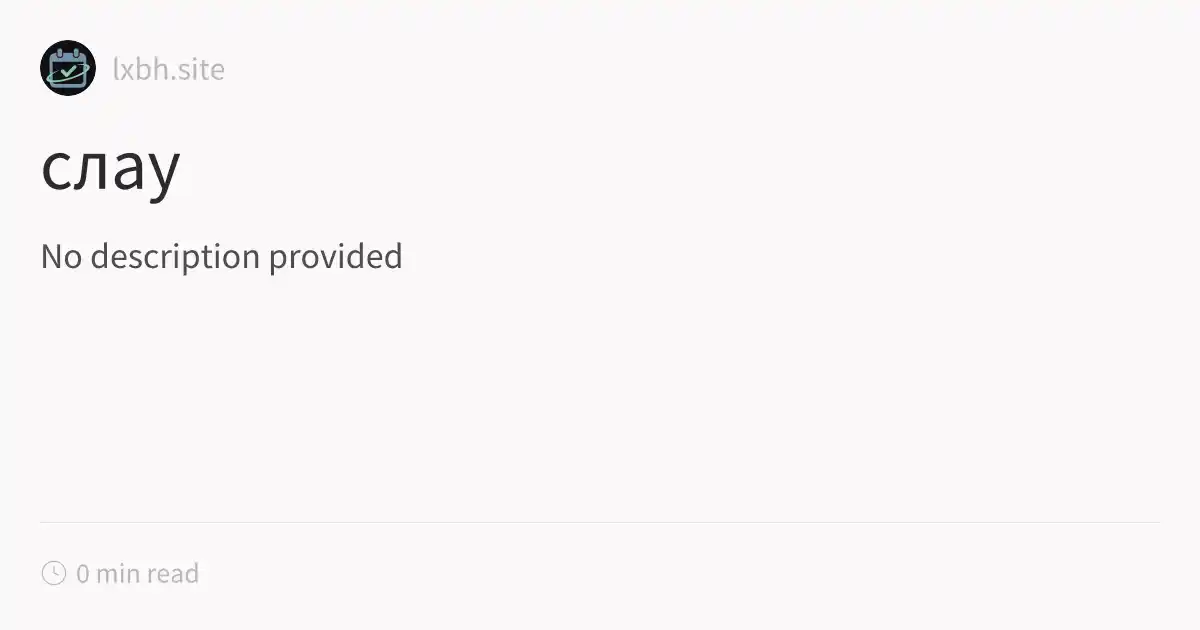 lxbh.site
слау
No description provided
0 min read